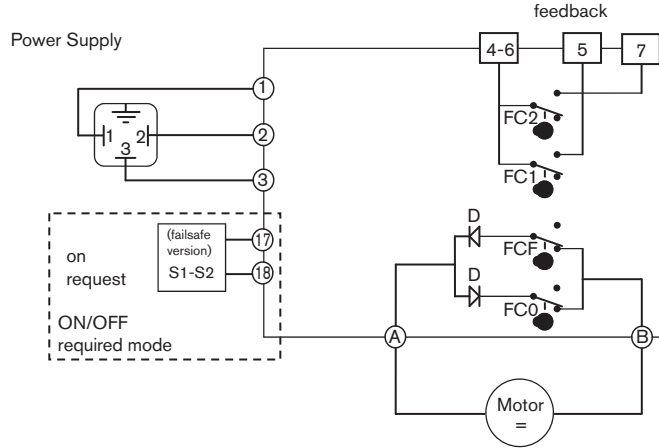 feedback
Power Supply
4-6
5
7
1
1
2
2
3
3
FC2
FC1
(failsafe
version)
S1-S2
17
18
on
request
ON/OFF
required mode
D
FCF
D
FC0
A
B
Motor
=